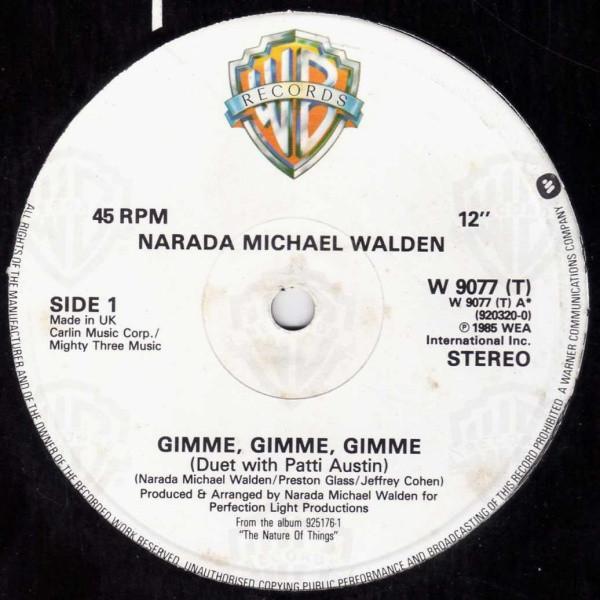 WB
RECORDS
45 RPM
12"
NARADA MICHAEL WALDEN
SIDE 1
Made in UK
Carlin Music Corp./
Mighty Three Music
W 9077 (T)
W 9077 (T) A*
(920320-0)
℗ 1985 WEA
International Inc.
STEREO
GIMME, GIMME, GIMME
(Duet with Patti Austin)
(Narada Michael Walden/Preston Glass/Jeffrey Cohen)
Produced & Arranged by Narada Michael Walden for
Perfection Light Productions
From the album 925176-1
"The Nature Of Things"
ALL RIGHTS OF THE MANUFACTURER AND OF THE OWNER OF THE RECORDED WORK RESERVED. UNAUTHORISED COPYING PUBLIC PERFORMANCE AND BROADCASTING OF THIS RECORD PROHIBITED. A WARNER COMMUNICATIONS COMPANY